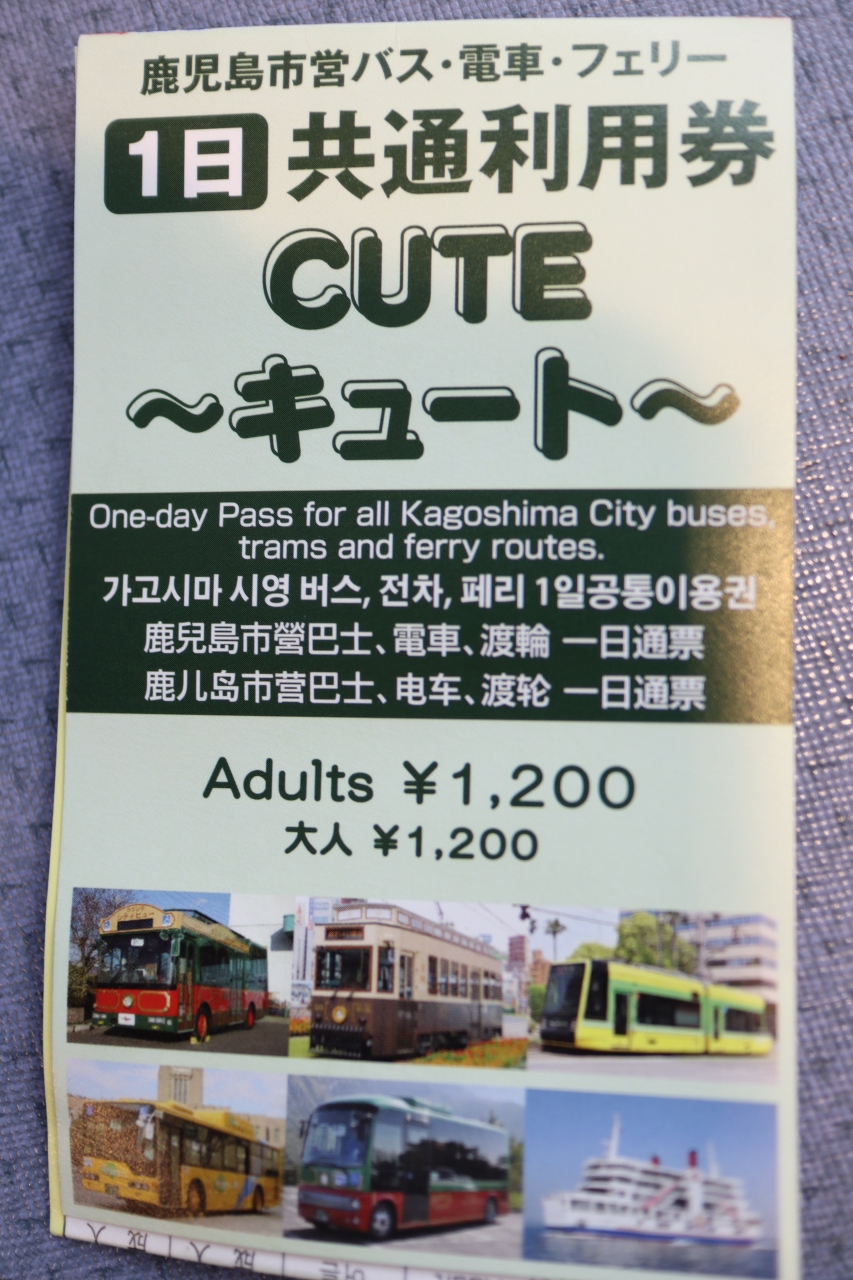 鹿児島市営バス・電車・フェリー
1日 共通利用券
CUTE
～キュート～
One-day Pass for all Kagoshima City buses,
trams and ferry routes.
가고시마 시영 버스, 전차, 페리 1일공통이용권
鹿兒島市營巴士、電車、渡輪 一日通票
鹿儿岛市营巴士、电车、渡轮 一日通票
Adults ¥1,200
大人 ¥1,200